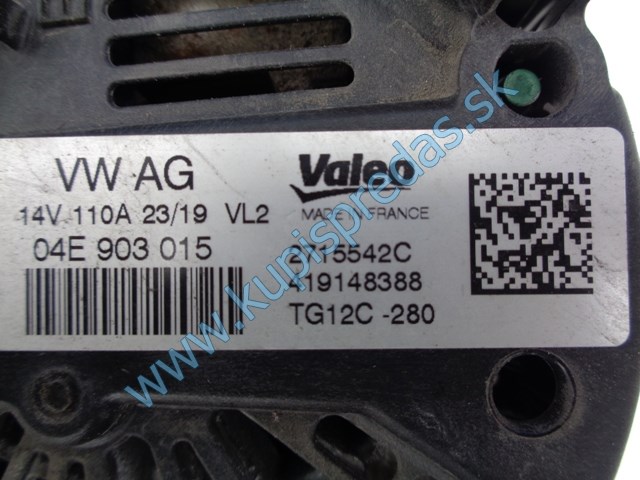 VW AG
14V 110A 23/19 VL2
04E 903 015
Valeo
MADE IN FRANCE
2715542C
419148388
TG12C -280
www.kupispredas.sk